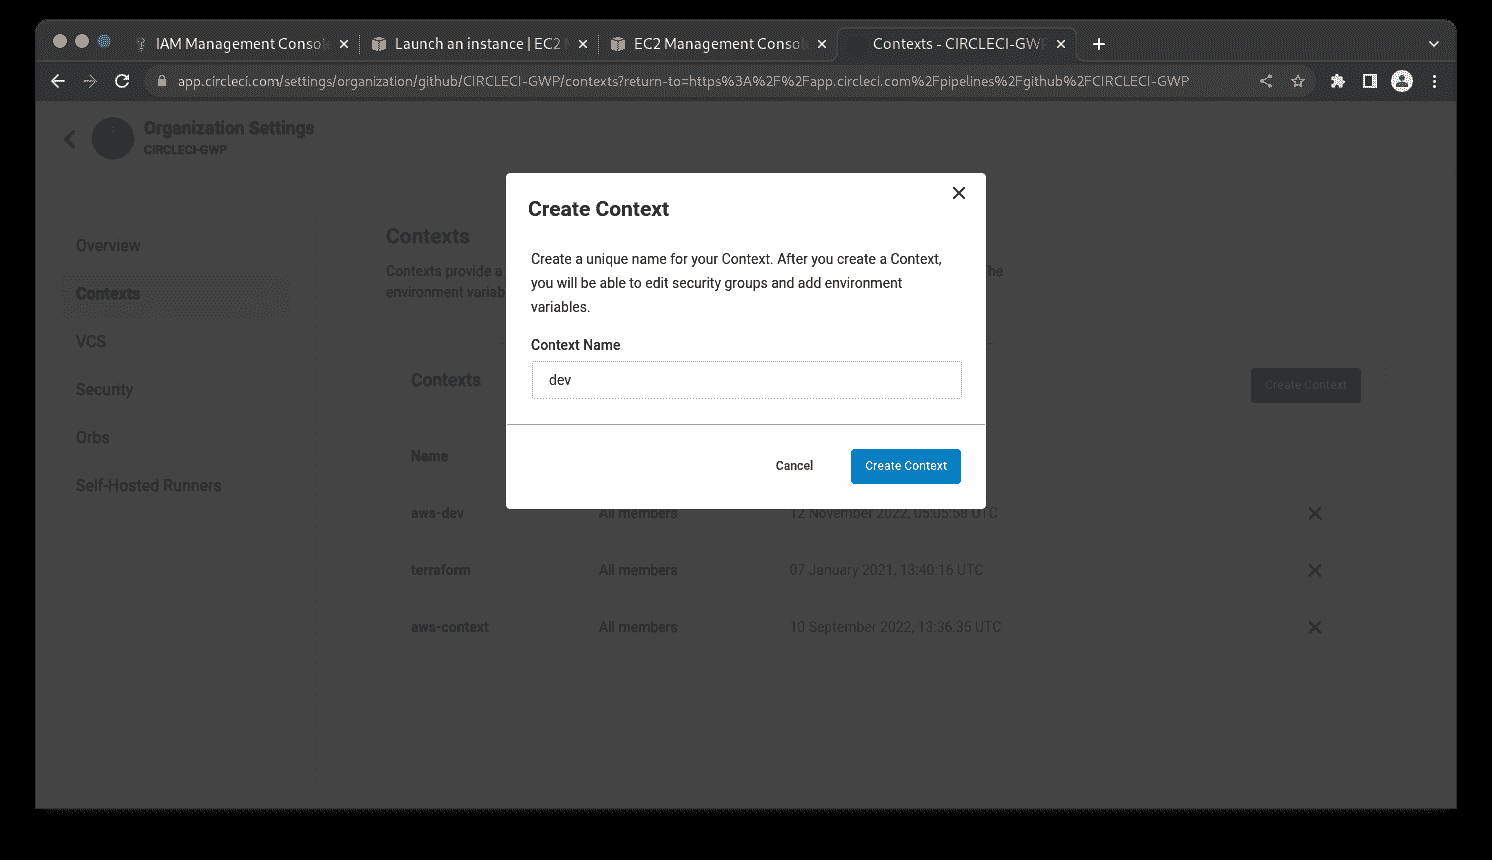 IAM Management Consol
Launch an instance | EC2
EC2 Management Consol
Contexts - CIRCLECI-GWP
app.circleci.com/settings/organization/github/CIRCLECI-GWP/contexts?return-to=https%3A%2F%2Fapp.circleci.com%2Fpipelines%2Fgithub%2FCIRCLECI-GWP
Organization Settings
CIRCLECI-GWP
Overview
Contexts
VCS
Security
Orbs
Self-Hosted Runners
Contexts
Contexts provide a
he
environment variab
Contexts
Create Context
Name
aws-dev All members 12 November 2022, 05:05:58 UTC
terraform All members 07 January 2021, 13:40:16 UTC
aws-context All members 10 September 2022, 13:36:36 UTC
Create Context
Create a unique name for your Context. After you create a Context,
you will be able to edit security groups and add environment
variables.
Context Name
dev
Cancel Create Context